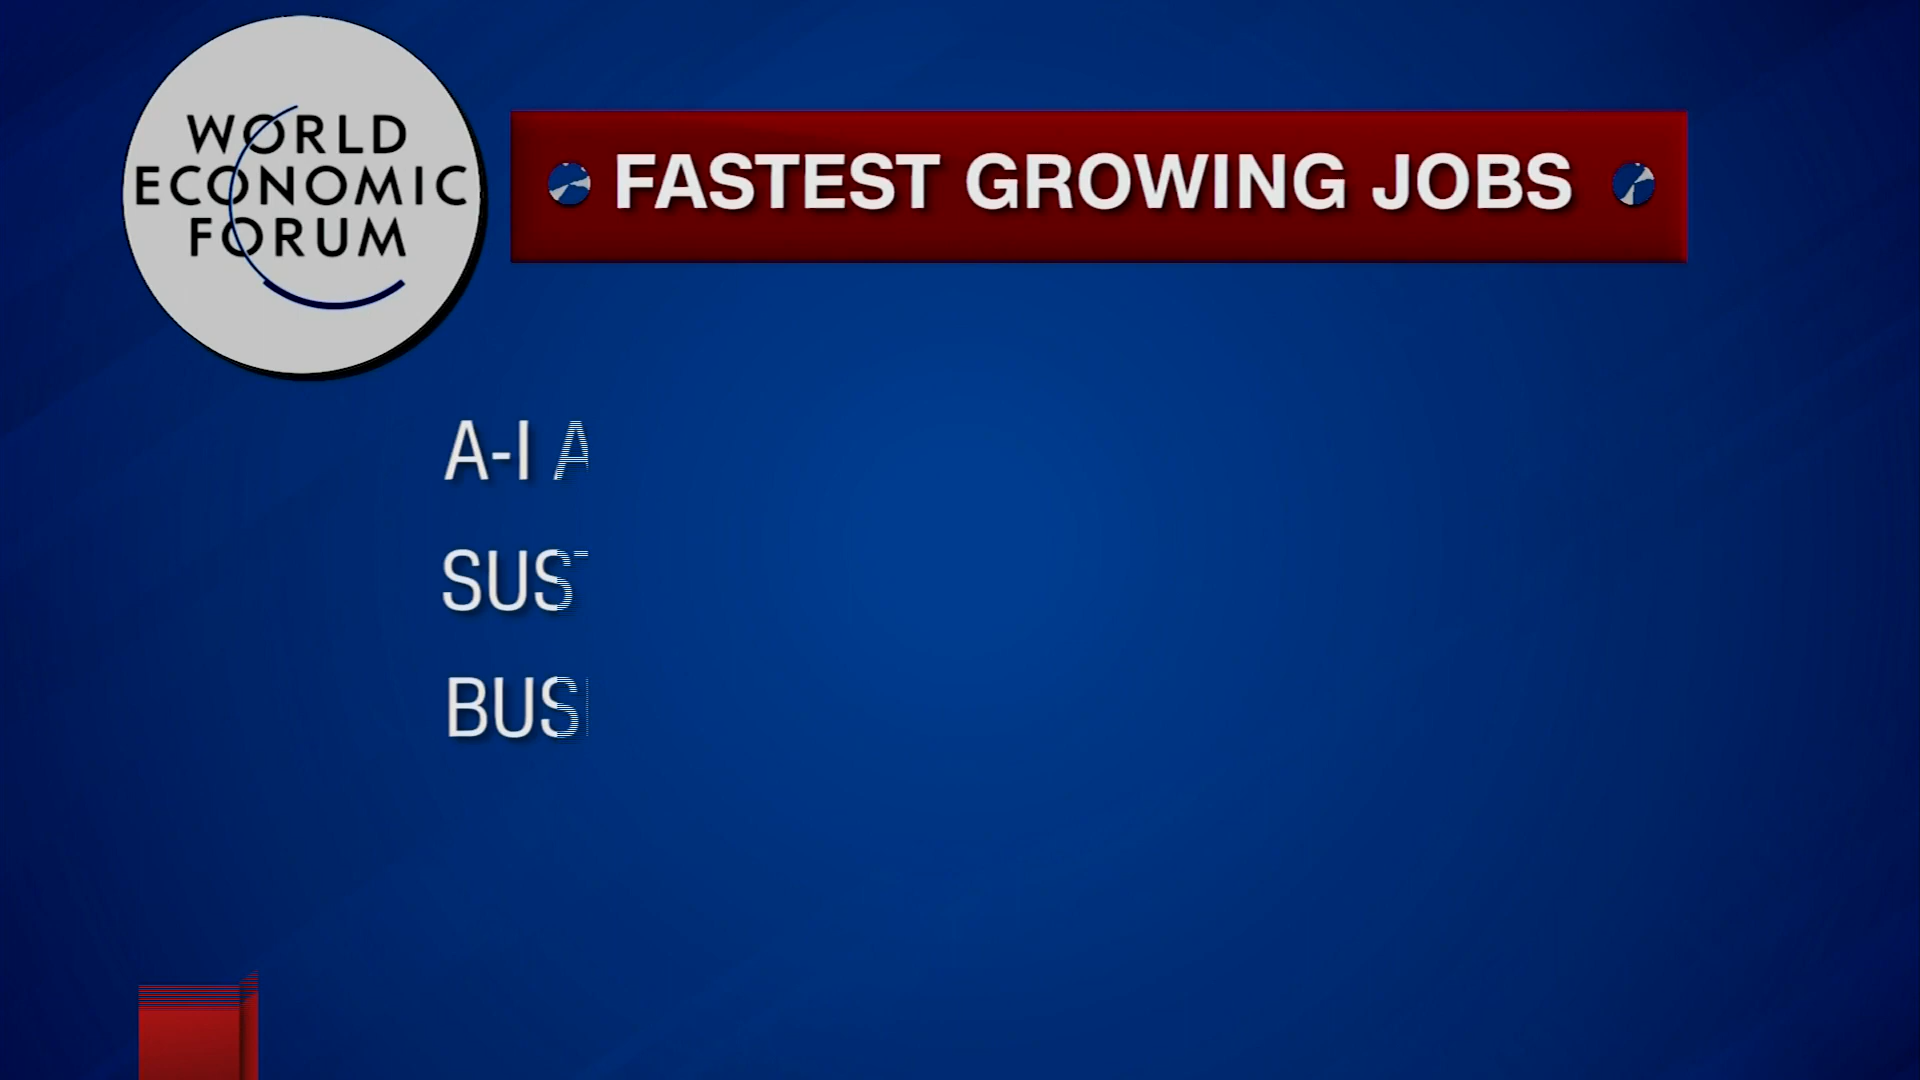 WORLD
ECONOMIC
FORUM
FASTEST GROWING JOBS
A-I A
SUS
BUS